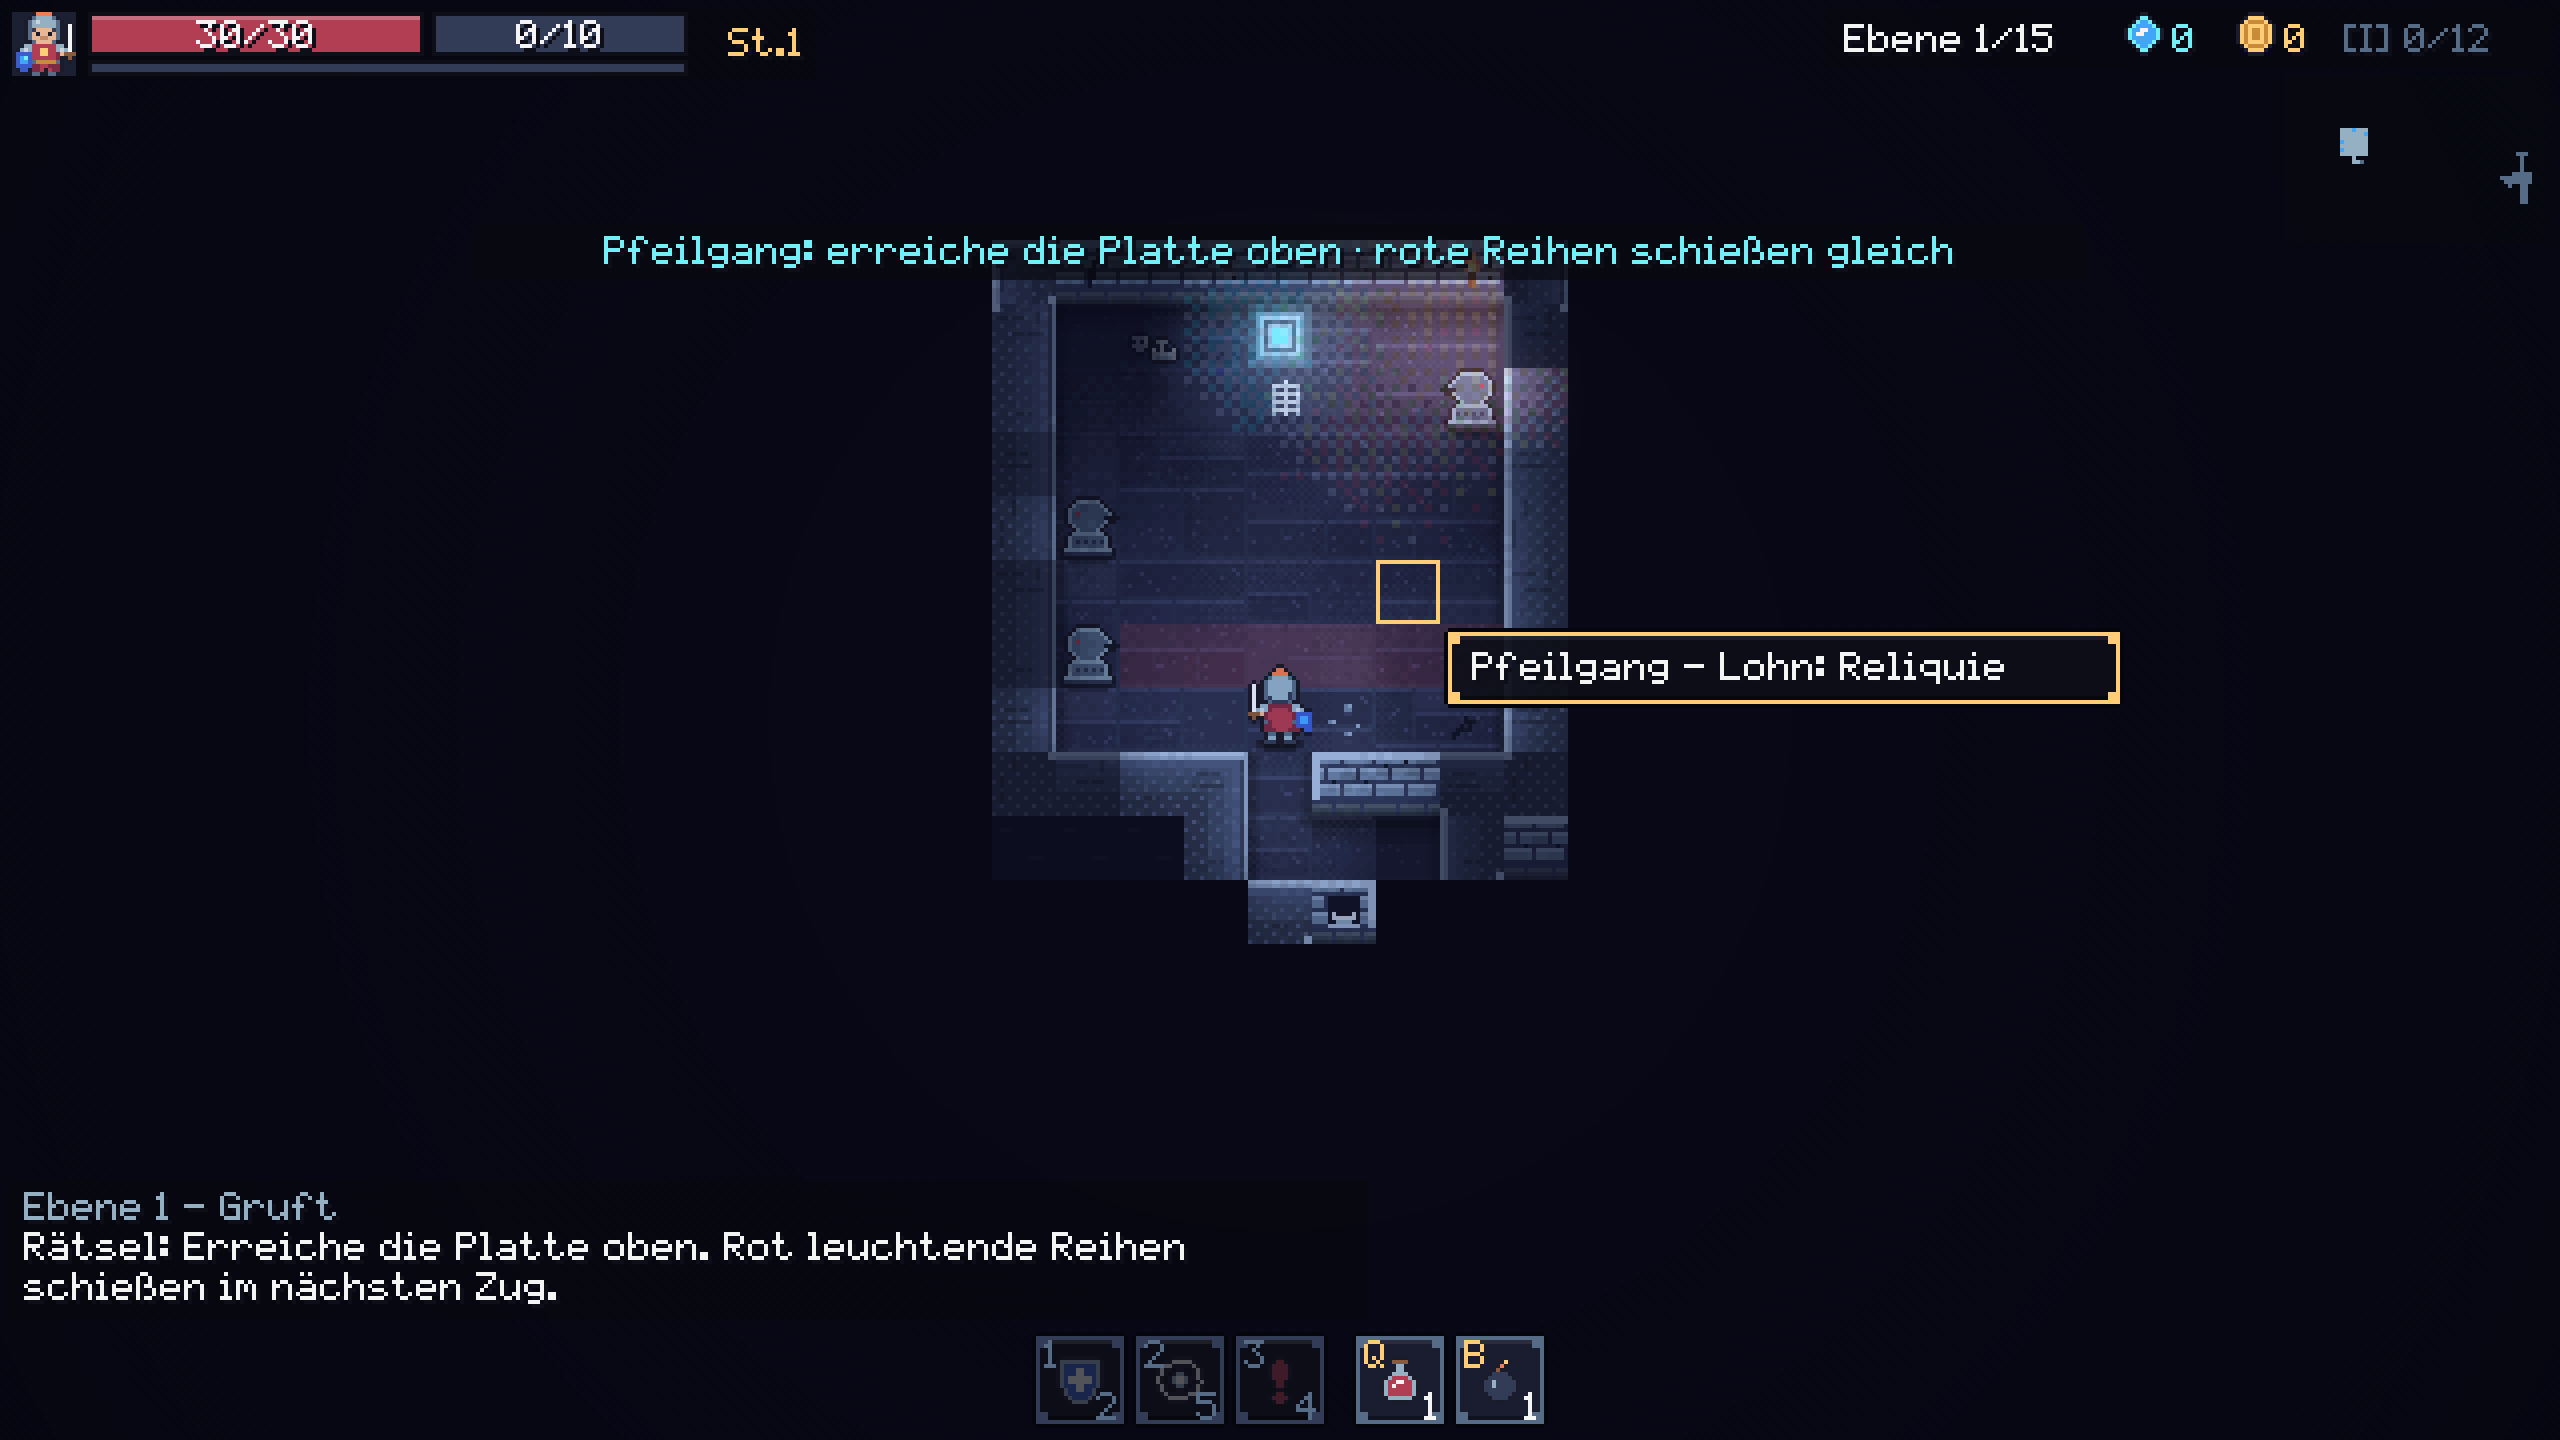 30/30 0/10 St.1 Ebene 1/15 0 0 [I] 0/12
Pfeilgang: erreiche die Platte oben · rote Reihen schießen gleich
Pfeilgang – Lohn: Reliquie
Ebene 1 – Gruft
Rätsel: Erreiche die Platte oben. Rot leuchtende Reihen
schießen im nächsten Zug.
1 2 2 5 3 4 Q 1 B 1